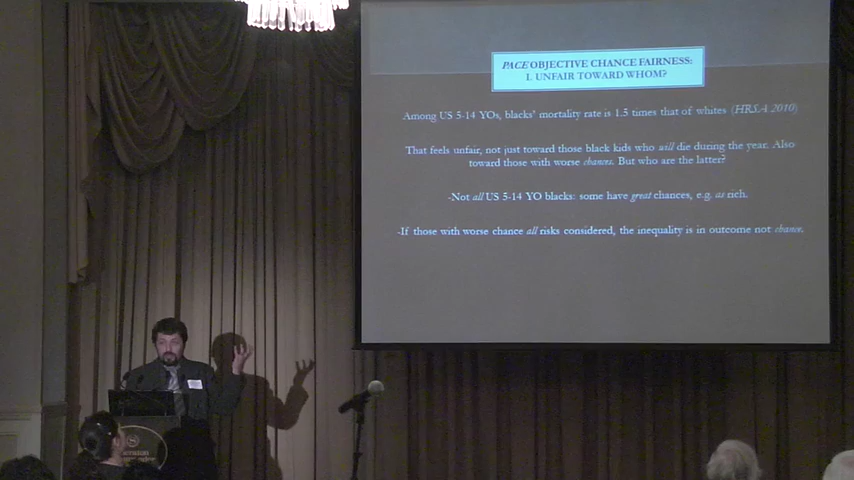 PACE OBJECTIVE CHANCE FAIRNESS:
I. UNFAIR TOWARD WHOM?
Among US 5-14 YOs, blacks' mortality rate is 1.5 times that of whites (HRSA 2010)
That feels unfair, not just toward those black kids who will die during the year. Also
toward those with worse chances. But who are the latter?
-Not all US 5-14 YO blacks: some have great chances, e.g. as rich.
-If those with worse chance all risks considered, the inequality is in outcome not chance.